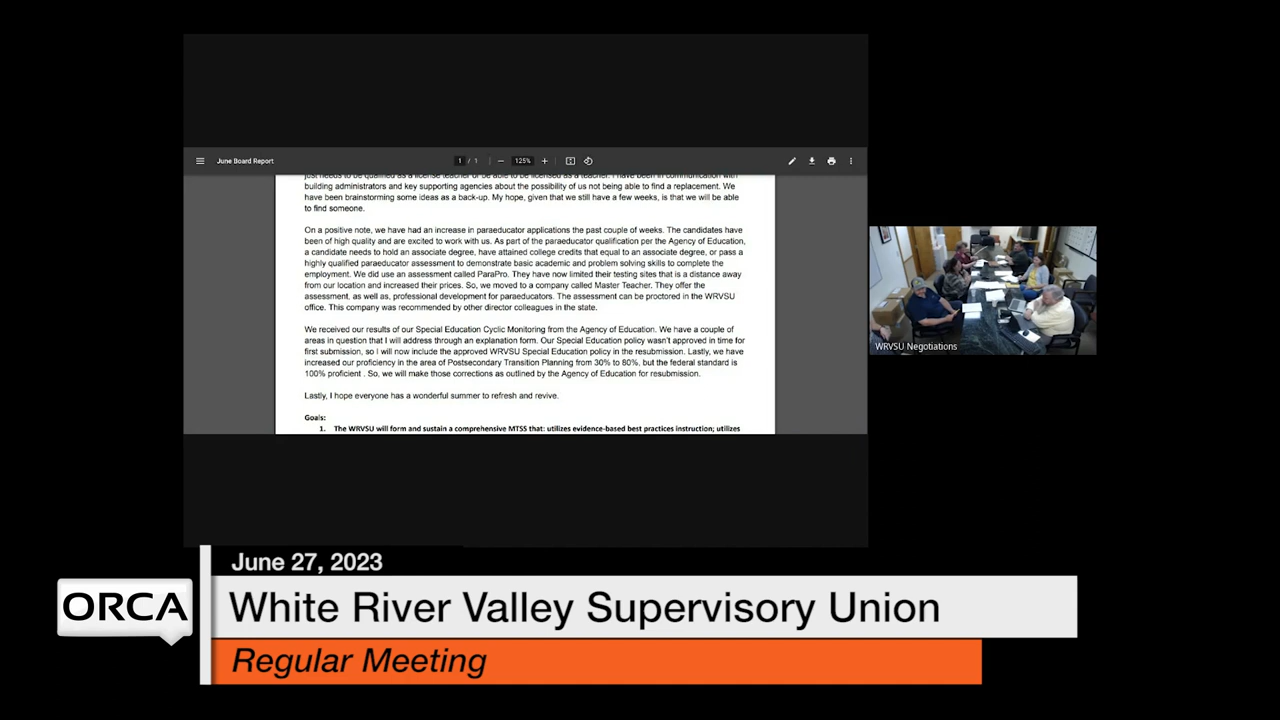 June Board Report
1 / 1
125%
just needs to be qualified as a license teacher or be able to be licensed as a teacher. I have been in communication with
building administrators and key supporting agencies about the possibility of us not being able to find a replacement. We
have been brainstorming some ideas as a back-up. My hope, given that we still have a few weeks, is that we will be able
to find someone.
On a positive note, we have had an increase in paraeducator applications the past couple of weeks. The candidates have
been of high quality and are excited to work with us. As part of the paraeducator qualification per the Agency of Education,
a candidate needs to hold an associate degree, have attained college credits that equal to an associate degree, or pass a
highly qualified paraeducator assessment to demonstrate basic academic and problem solving skills to complete the
employment. We did use an assessment called ParaPro. They have now limited their testing sites that is a distance away
from our location and increased their prices. So, we moved to a company called Master Teacher. They offer the
assessment, as well as, professional development for paraeducators. The assessment can be proctored in the WRVSU
office. This company was recommended by other director colleagues in the state.
We received our results of our Special Education Cyclic Monitoring from the Agency of Education. We have a couple of
areas in question that I will address through an explanation form. Our Special Education policy wasn't approved in time for
first submission, so I will now include the approved WRVSU Special Education policy in the resubmission. Lastly, we have
increased our proficiency in the area of Postsecondary Transition Planning from 30% to 80%, but the federal standard is
100% proficient . So, we will make those corrections as outlined by the Agency of Education for resubmission.
Lastly, I hope everyone has a wonderful summer to refresh and revive.
Goals:
1. The WRVSU will form and sustain a comprehensive MTSS that: utilizes evidence-based best practices instruction; utilizes
WRVSU Negotiations
June 27, 2023
ORCA
White River Valley Supervisory Union
Regular Meeting